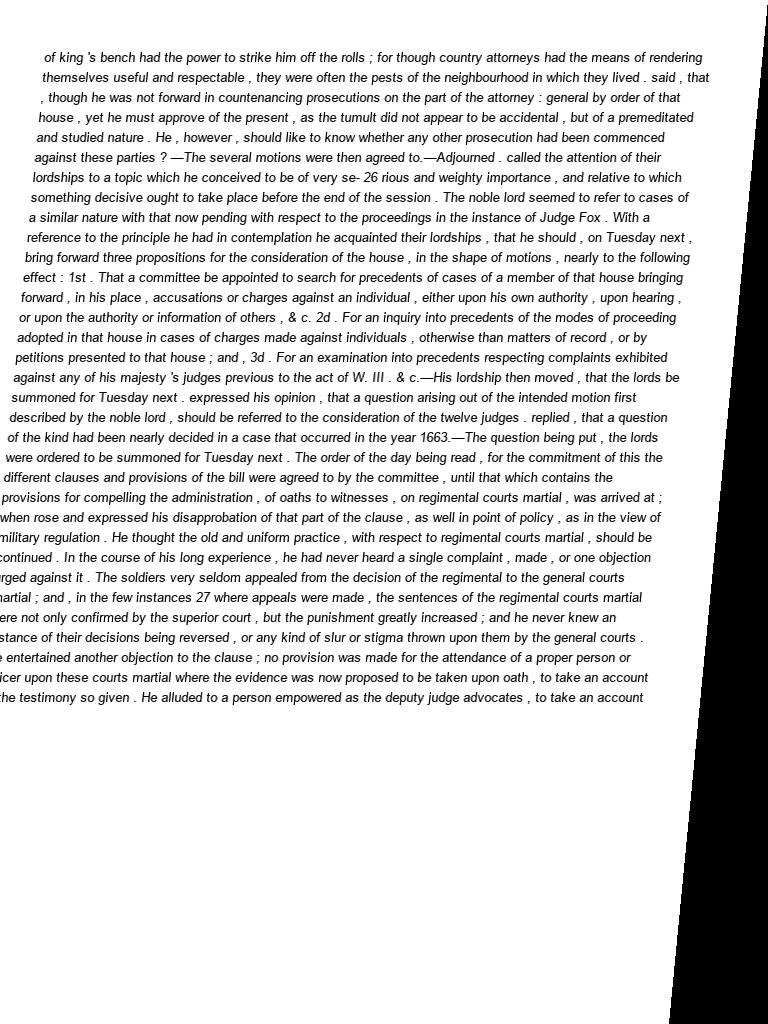 of king 's bench had the power to strike him off the rolls ; for though country attorneys had the means of rendering
themselves useful and respectable , they were often the pests of the neighbourhood in which they lived . said , that
, though he was not forward in countenancing prosecutions on the part of the attorney : general by order of that
house , yet he must approve of the present , as the tumult did not appear to be accidental , but of a premeditated
and studied nature . He , however , should like to know whether any other prosecution had been commenced
against these parties ? —The several motions were then agreed to.—Adjourned . called the attention of their
lordships to a topic which he conceived to be of very se- 26 rious and weighty importance , and relative to which
something decisive ought to take place before the end of the session . The noble lord seemed to refer to cases of
a similar nature with that now pending with respect to the proceedings in the instance of Judge Fox . With a
reference to the principle he had in contemplation he acquainted their lordships , that he should , on Tuesday next ,
bring forward three propositions for the consideration of the house , in the shape of motions , nearly to the following
effect : 1st . That a committee be appointed to search for precedents of cases of a member of that house bringing
forward , in his place , accusations or charges against an individual , either upon his own authority , upon hearing ,
or upon the authority or information of others , & c. 2d . For an inquiry into precedents of the modes of proceeding
adopted in that house in cases of charges made against individuals , otherwise than matters of record , or by
petitions presented to that house ; and , 3d . For an examination into precedents respecting complaints exhibited
against any of his majesty 's judges previous to the act of W. III . & c.—His lordship then moved , that the lords be
summoned for Tuesday next . expressed his opinion , that a question arising out of the intended motion first
described by the noble lord , should be referred to the consideration of the twelve judges . replied , that a question
of the kind had been nearly decided in a case that occurred in the year 1663.—The question being put , the lords
were ordered to be summoned for Tuesday next . The order of the day being read , for the commitment of this the
different clauses and provisions of the bill were agreed to by the committee , until that which contains the
provisions for compelling the administration , of oaths to witnesses , on regimental courts martial , was arrived at ;
when rose and expressed his disapprobation of that part of the clause , as well in point of policy , as in the view of
military regulation . He thought the old and uniform practice , with respect to regimental courts martial , should be
continued . In the course of his long experience , he had never heard a single complaint , made , or one objection
against it . The soldiers very seldom appealed from the decision of the regimental to the general courts
; and , in the few instances 27 where appeals were made , the sentences of the regimental courts martial
not only confirmed by the superior court , but the punishment greatly increased ; and he never knew an
of their decisions being reversed , or any kind of slur or stigma thrown upon them by the general courts .
entertained another objection to the clause ; no provision was made for the attendance of a proper person or
upon these courts martial where the evidence was now proposed to be taken upon oath , to take an account
the testimony so given . He alluded to a person empowered as the deputy judge advocates , to take an account